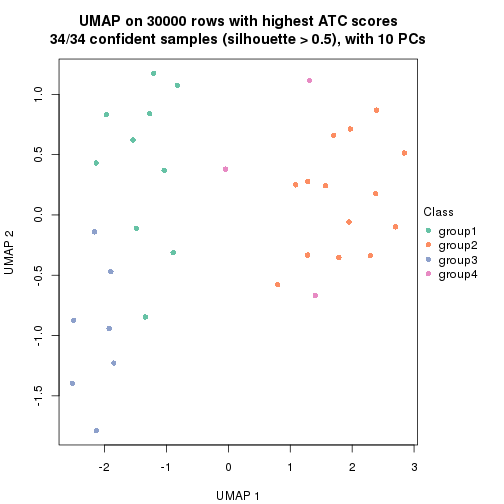 UMAP on 30000 rows with highest ATC scores
34/34 confident samples (silhouette > 0.5), with 10 PCs
1.0
0.5
0.0
-0.5
-1.0
-1.5
UMAP 2
-2
-1
0
1
2
3
UMAP 1
Class
group1
group2
group3
group4